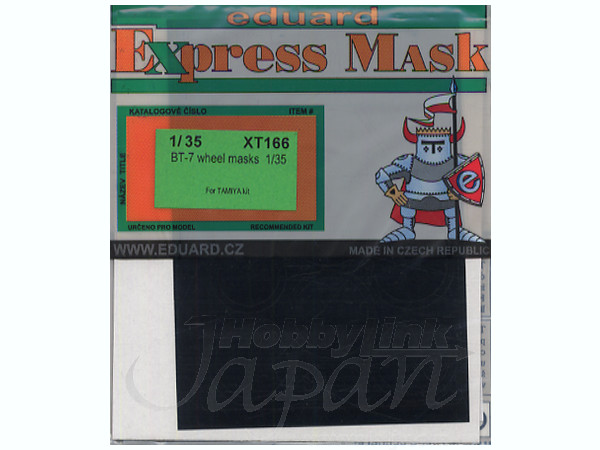 eduard
Express Mask
KATALOGOVÉ ČÍSLO ITEM #
1/35 XT166
BT-7 wheel masks 1/35
For TAMIYA kit
NÁZEV TITLE
URČENO PRO MODEL RECOMMENDED KIT
e
WWW.EDUARD.CZ MADE IN CZECH REPUBLIC
HobbyLink
Japan